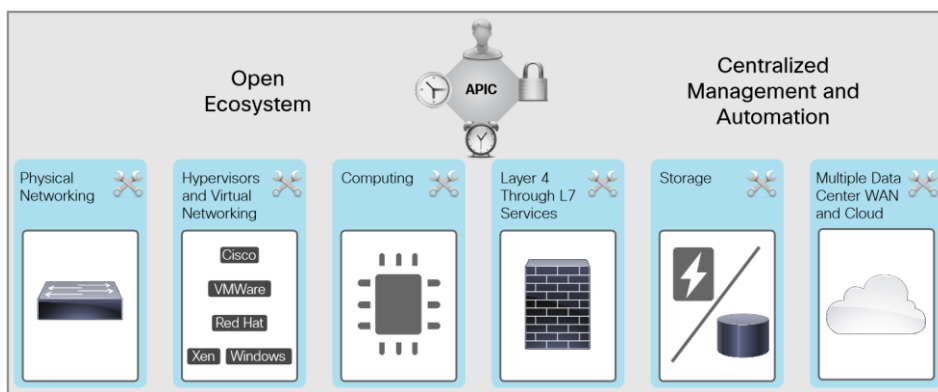 Open
Ecosystem
APIC
Centralized
Management and
Automation
Physical
Networking
Hypervisors
and Virtual
Networking
Cisco
VMWare
Red Hat
Xen Windows
Computing
Layer 4
Through L7
Services
Storage
Multiple Data
Center WAN
and Cloud